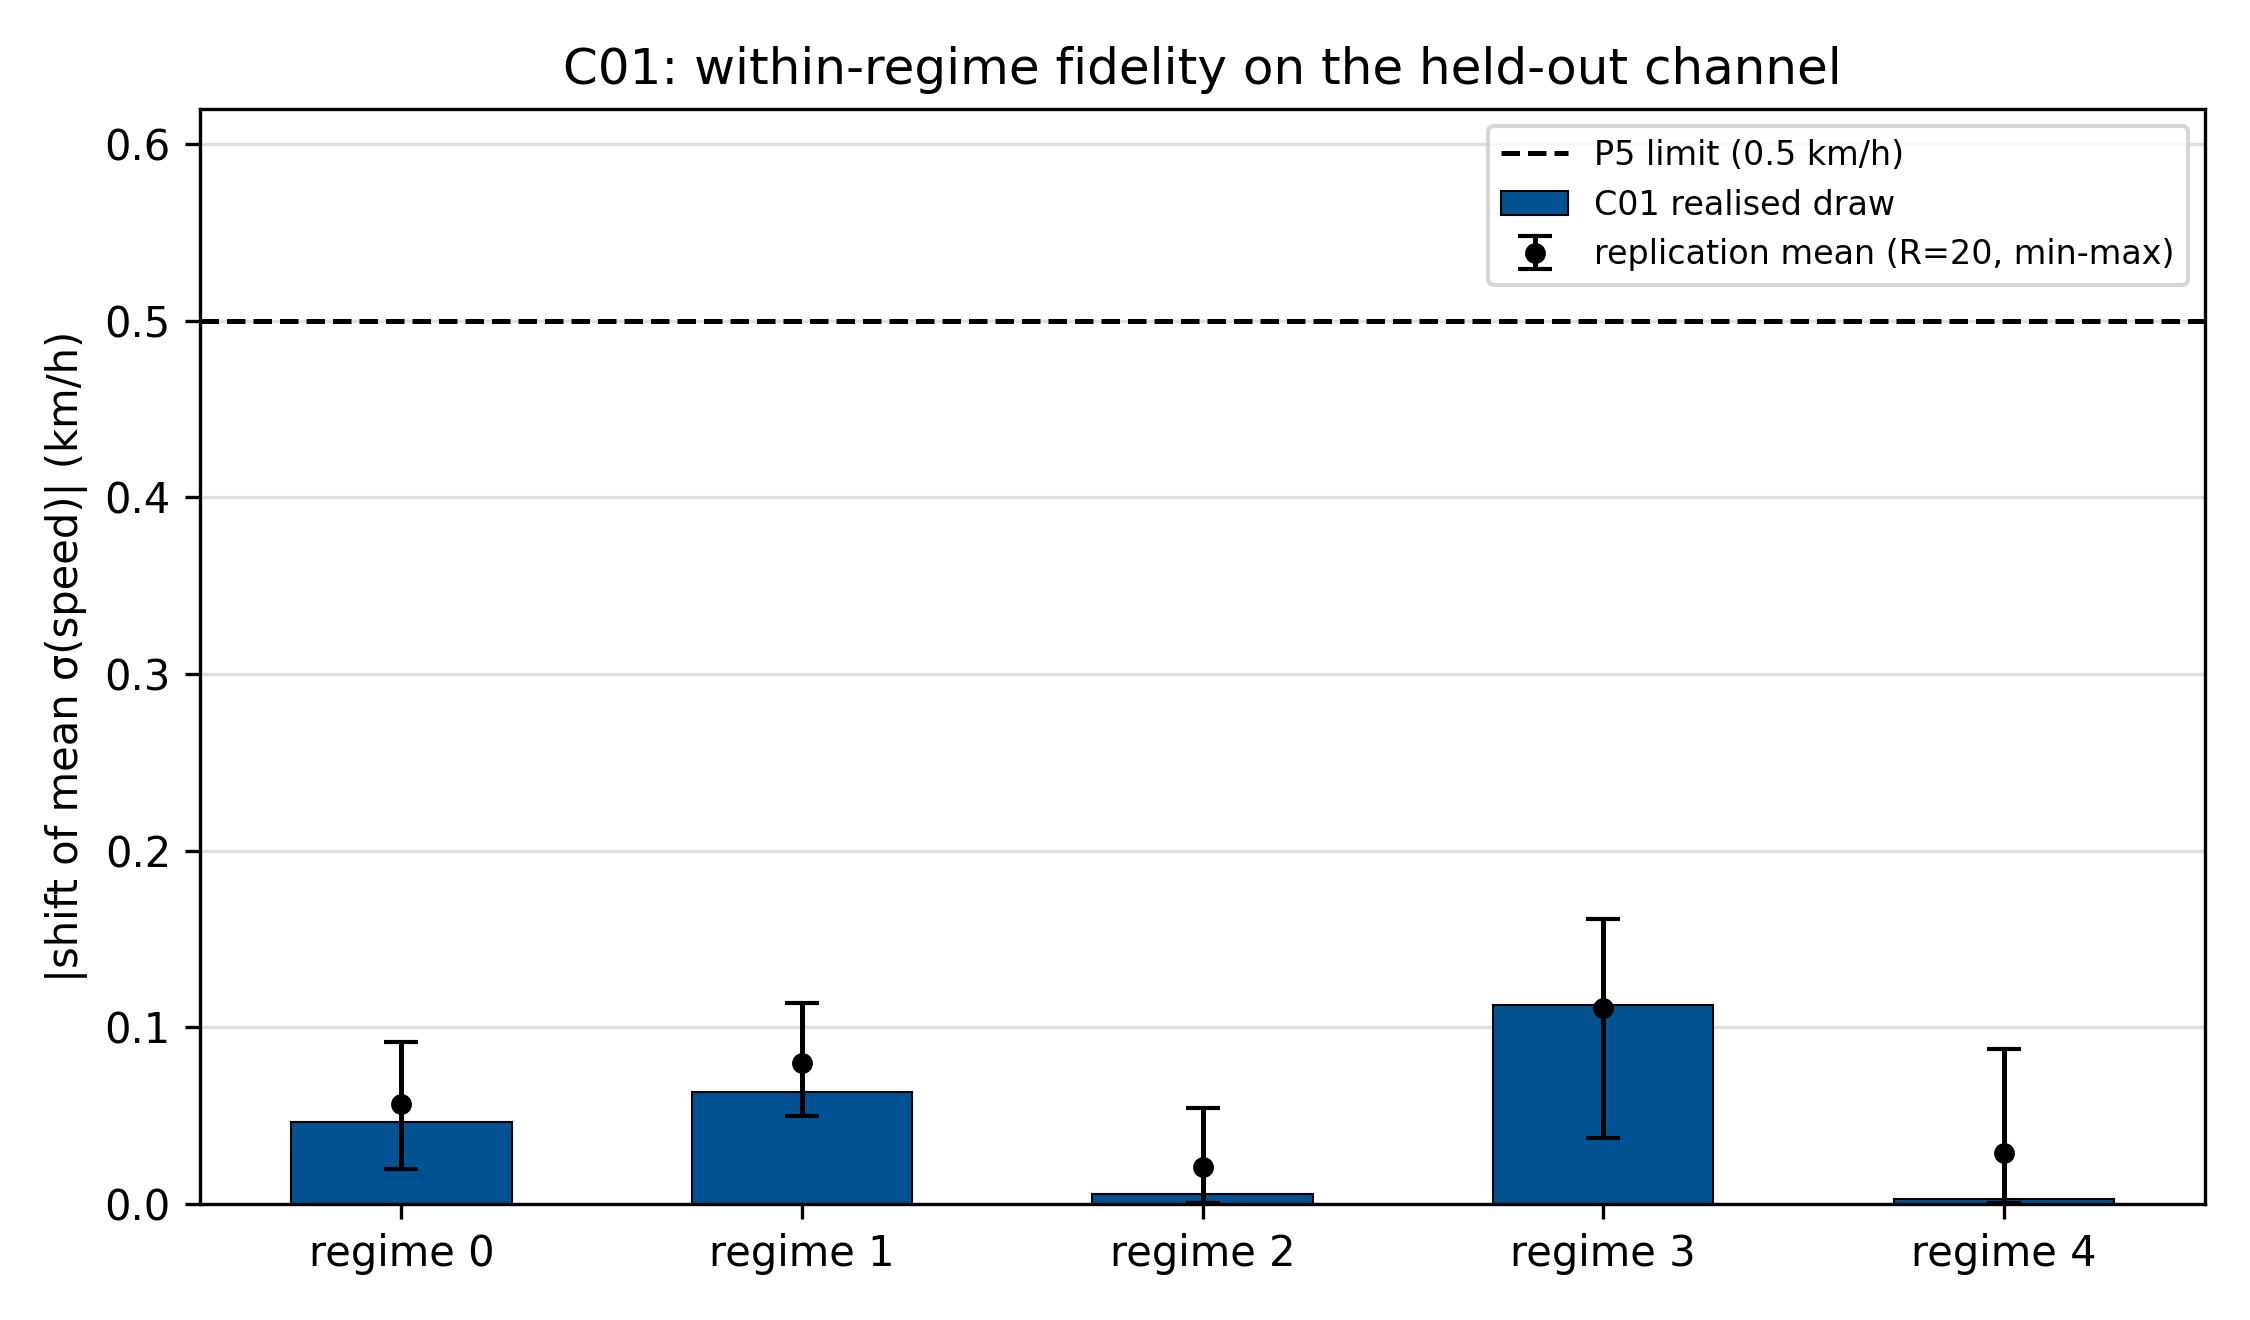 C01: within-regime fidelity on the held-out channel
P5 limit (0.5 km/h)
C01 realised draw
replication mean (R=20, min-max)
|shift of mean σ(speed)| (km/h)
0.6
0.5
0.4
0.3
0.2
0.1
0.0
regime 0
regime 1
regime 2
regime 3
regime 4